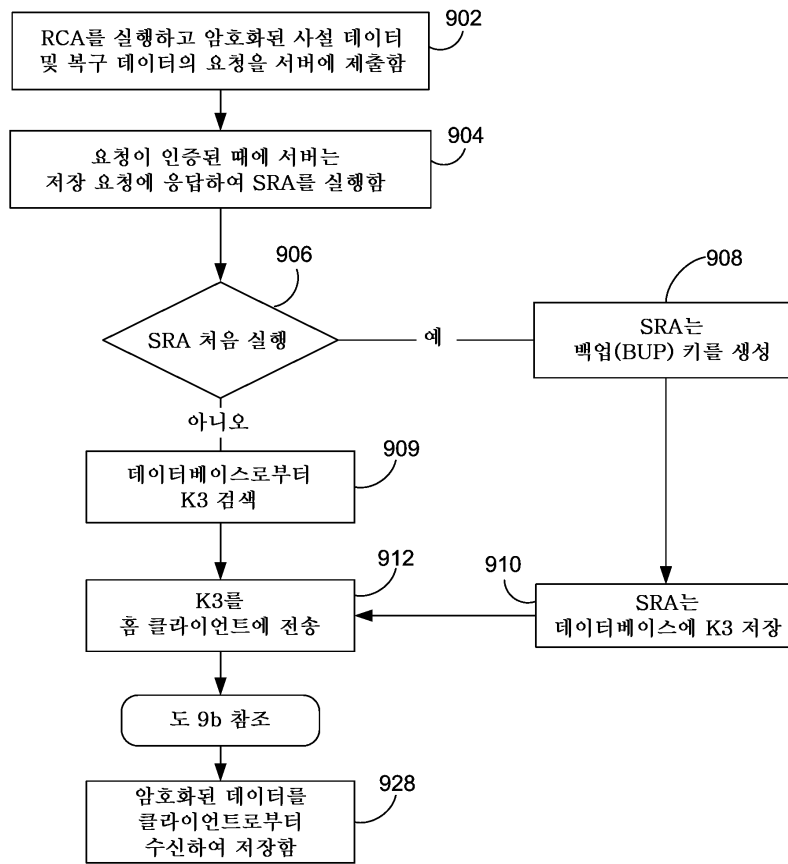 RCA를 실행하고 암호화된 사설 데이터
및 복구 데이터의 요청을 서버에 제출함
902
요청이 인증된 때에 서버는
저장 요청에 응답하여 SRA를 실행함
904
906
SRA 처음 실행
예
아니오
908
SRA는
백업(BUP) 키를 생성
909
데이터베이스로부터
K3 검색
912
K3를
홈 클라이언트에 전송
910
SRA는
데이터베이스에 K3 저장
도 9b 참조
928
암호화된 데이터를
클라이언트로부터
수신하여 저장함